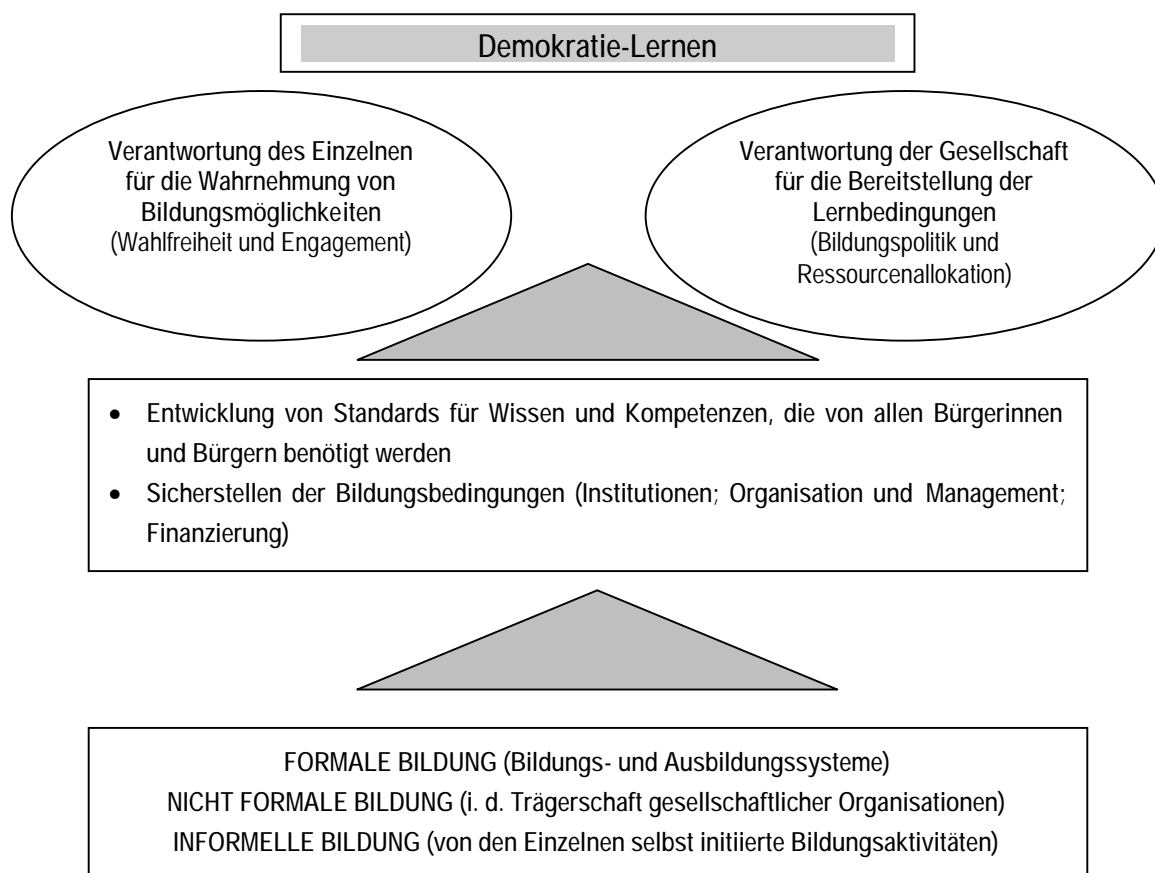 Demokratie-Lernen
Verantwortung des Einzelnen
für die Wahrnehmung von
Bildungsmöglichkeiten
(Wahlfreiheit und Engagement)
Verantwortung der Gesellschaft
für die Bereitstellung der
Lernbedingungen
(Bildungspolitik und
Ressourcenallokation)
• Entwicklung von Standards für Wissen und Kompetenzen, die von allen Bürgerinnen
und Bürgern benötigt werden
• Sicherstellen der Bildungsbedingungen (Institutionen; Organisation und Management;
Finanzierung)
FORMALE BILDUNG (Bildungs- und Ausbildungssysteme)
NICHT FORMALE BILDUNG (i. d. Trägerschaft gesellschaftlicher Organisationen)
INFORMELLE BILDUNG (von den Einzelnen selbst initiierte Bildungsaktivitäten)